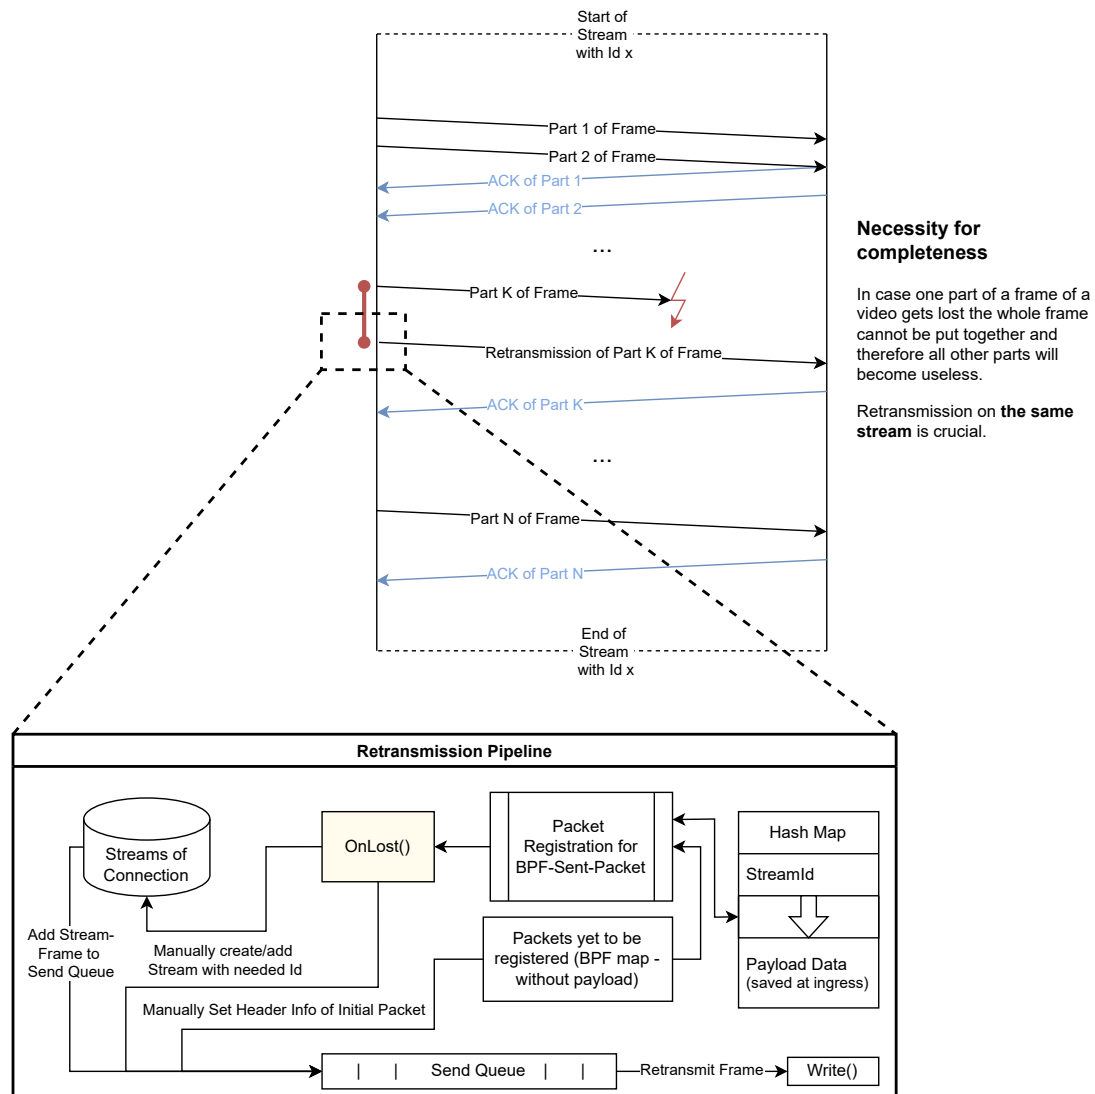 Start of
Stream
with Id x
Part 1 of Frame
Part 2 of Frame
ACK of Part 1
ACK of Part 2
...
Part K of Frame
Retransmission of Part K of Frame
ACK of Part K
...
Part N of Frame
ACK of Part N
End of
Stream
with Id x
Necessity for
completeness
In case one part of a frame of a
video gets lost the whole frame
cannot be put together and
therefore all other parts will
become useless.
Retransmission on the same
stream is crucial.
Retransmission Pipeline
Streams of
Connection
OnLost()
Packet
Registration for
BPF-Sent-Packet
Hash Map
StreamId
Payload Data
(saved at ingress)
Packets yet to be
registered (BPF map -
without payload)
Add Stream-
Frame to
Send Queue
Manually create/add
Stream with needed Id
Manually Set Header Info of Initial Packet
| | Send Queue | |
Retransmit Frame
Write()